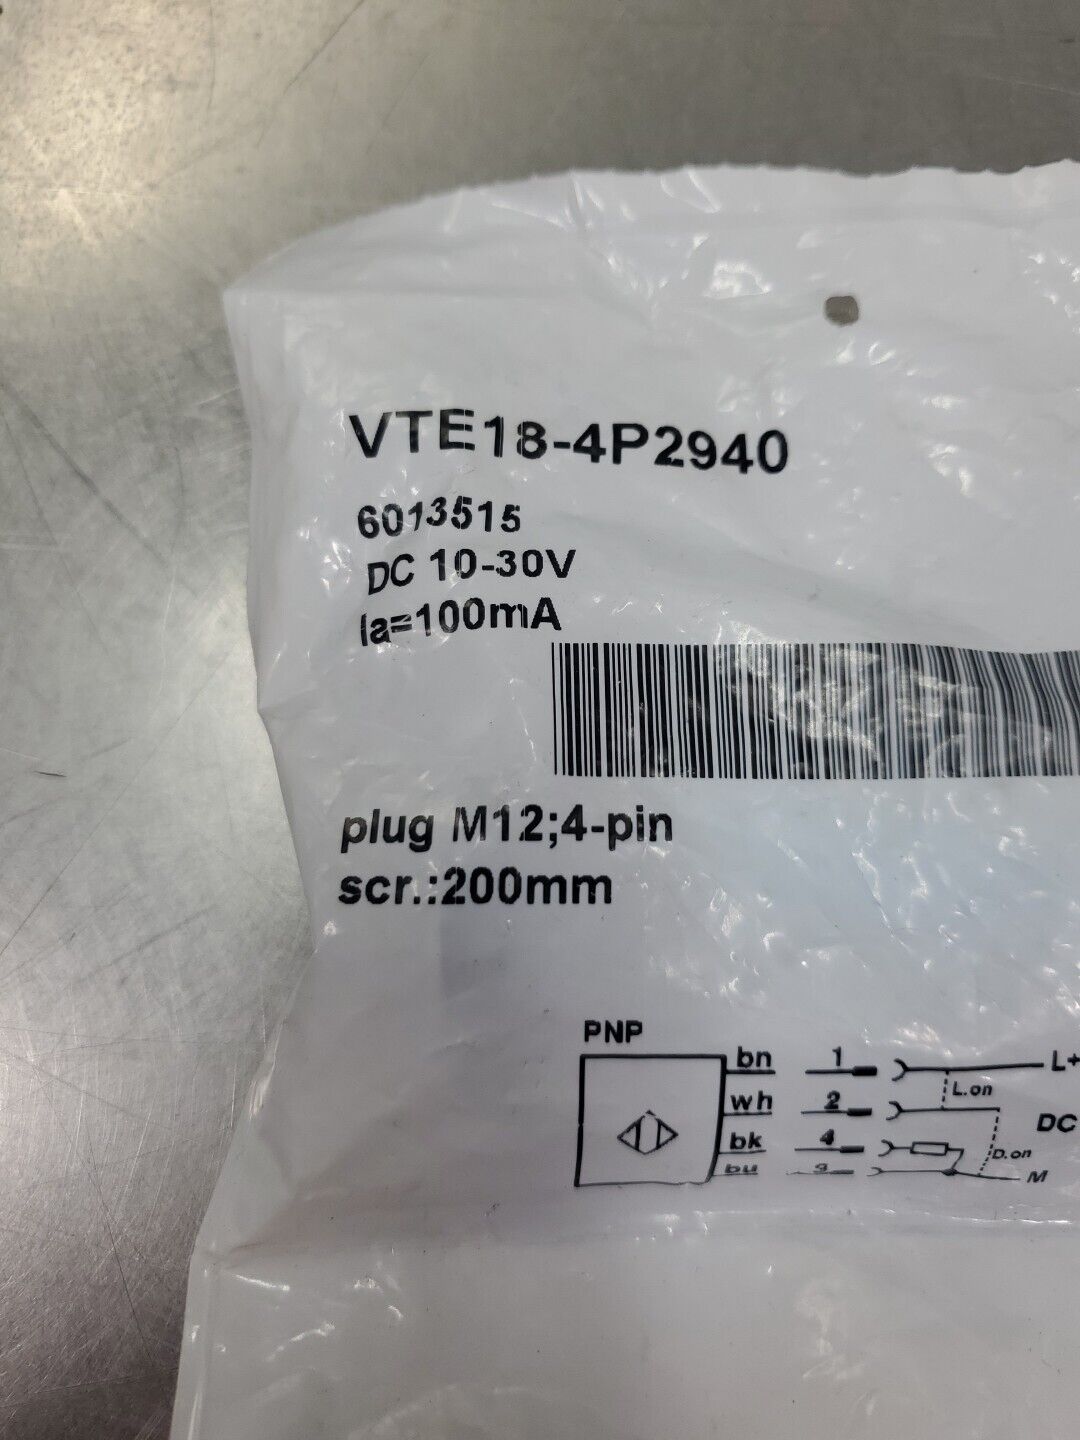 VTE18-4P2940
6013515
DC 10-30V
Ia=100mA
plug M12;4-pin
scr.:200mm
PNP
bn 1 L+
L.on
wh 2
DC
bk 4
D.on
bu 3 M